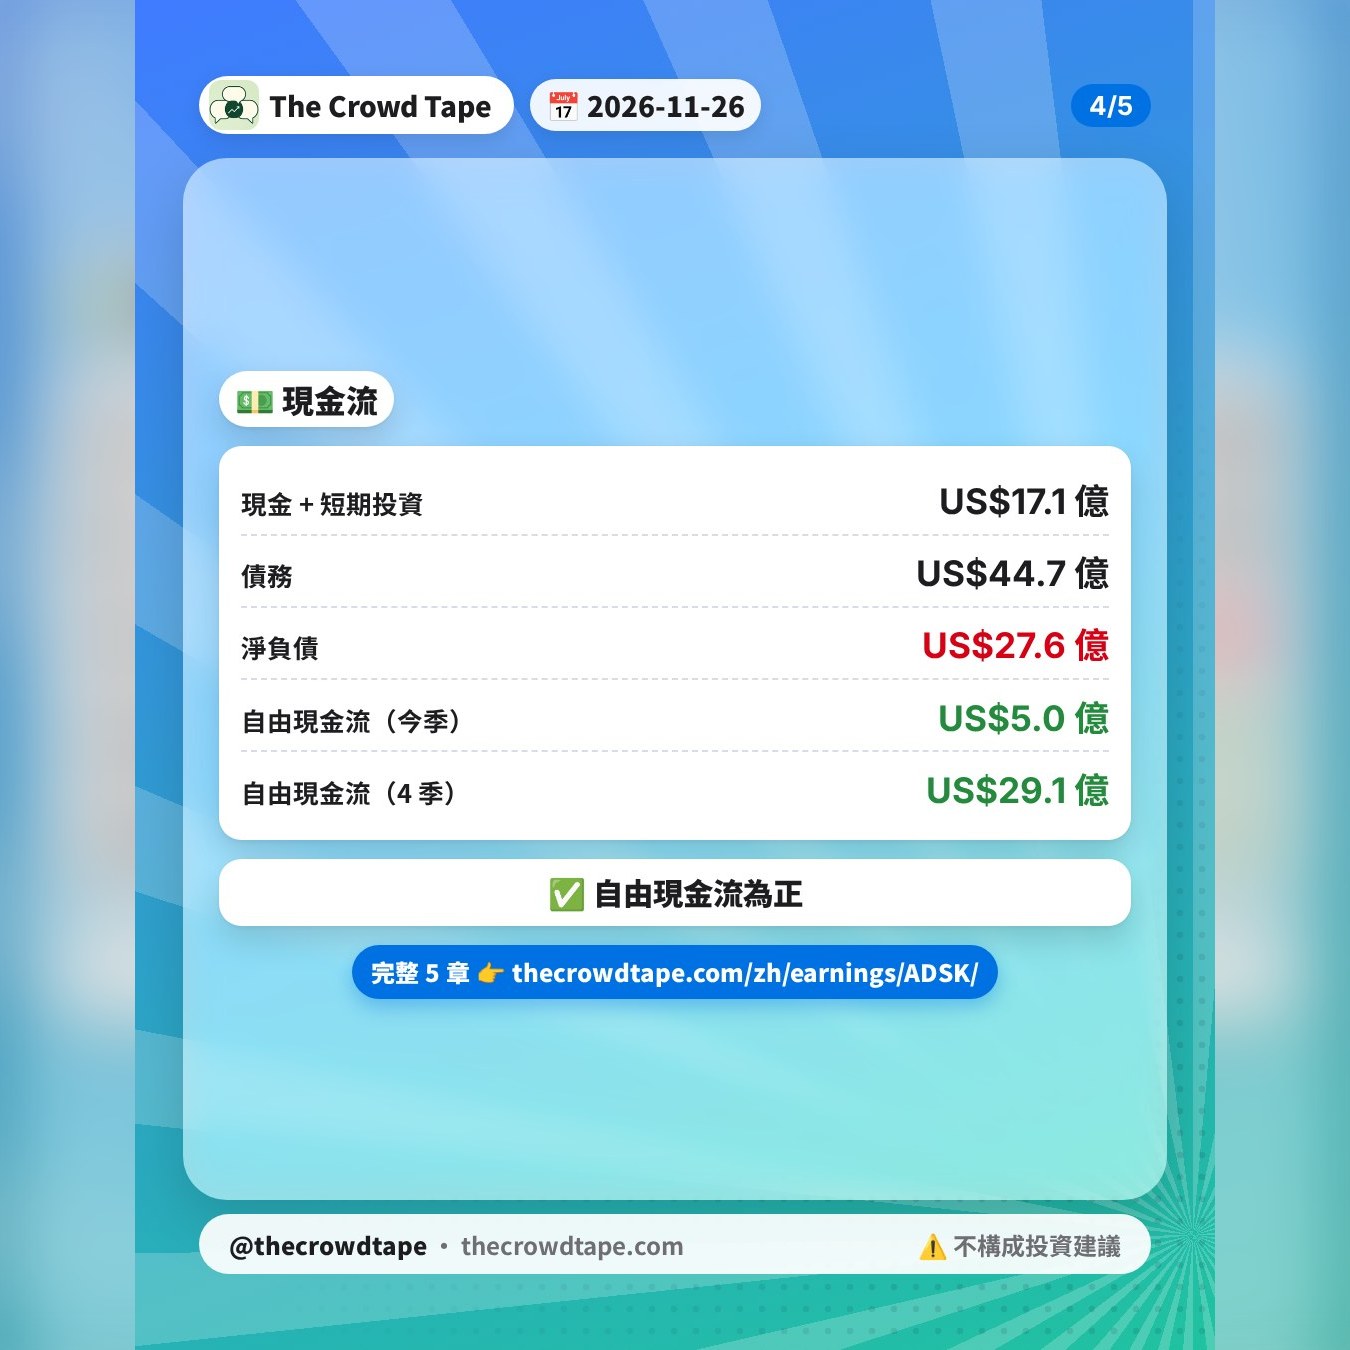 The Crowd Tape
📅 2026-11-26
4/5
💵 現金流
現金 + 短期投資 US$17.1 億
債務 US$44.7 億
淨負債 US$27.6 億
自由現金流（今季） US$5.0 億
自由現金流（4 季） US$29.1 億
✅ 自由現金流為正
完整 5 章 👉 thecrowdtape.com/zh/earnings/ADSK/
@thecrowdtape • thecrowdtape.com
⚠️ 不構成投資建議